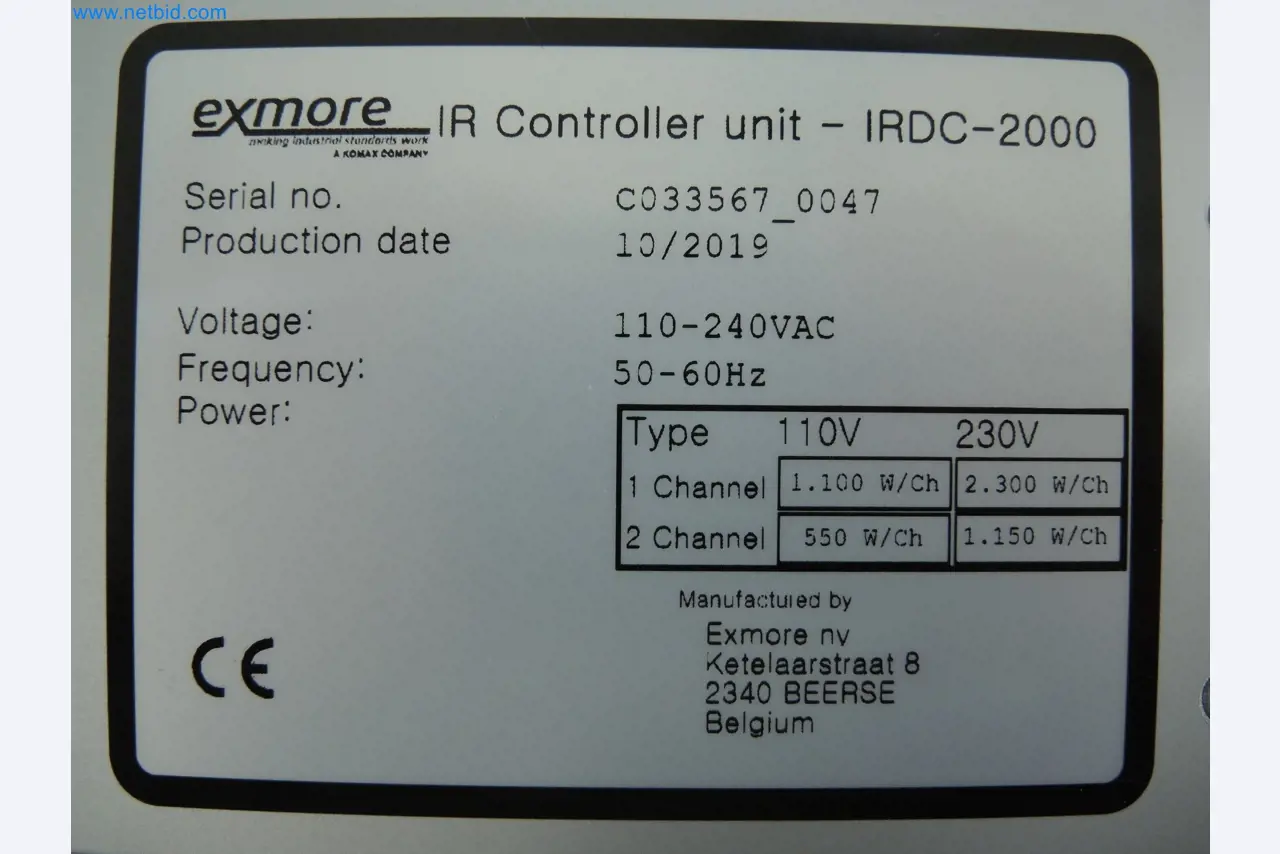 www.netbid.com
exmore IR Controller unit - IRDC-2000
making industrial standards work
A KOMAX COMPANY
Serial no. C033567_0047
Production date 10/2019
Voltage: 110-240VAC
Frequency: 50-60Hz
Power:
Type 110V 230V
1 Channel 1.100 W/Ch 2.300 W/Ch
2 Channel 550 W/Ch 1.150 W/Ch
Manufactured by
Exmore nv
Ketelaarstraat 8
2340 BEERSE
Belgium
CE